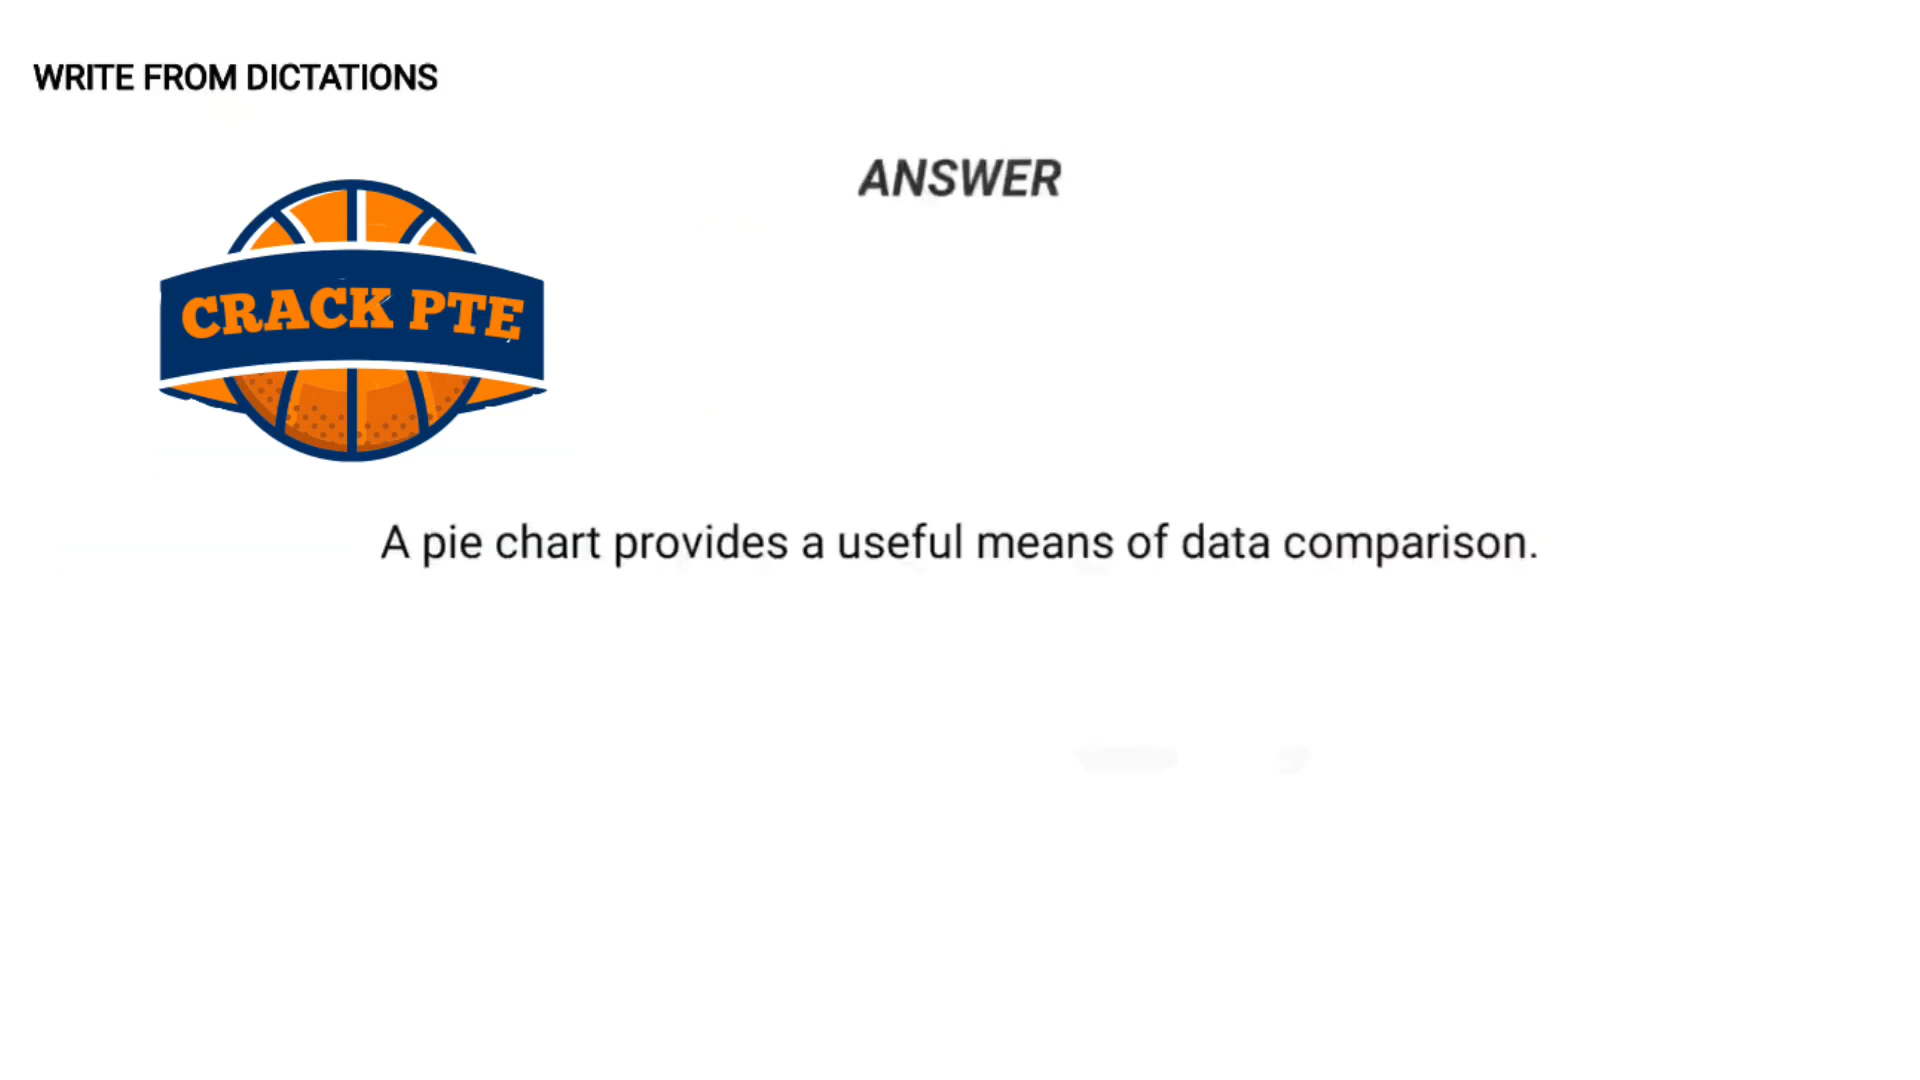 WRITE FROM DICTATIONS
ANSWER
CRACK PTE
A pie chart provides a useful means of data comparison.